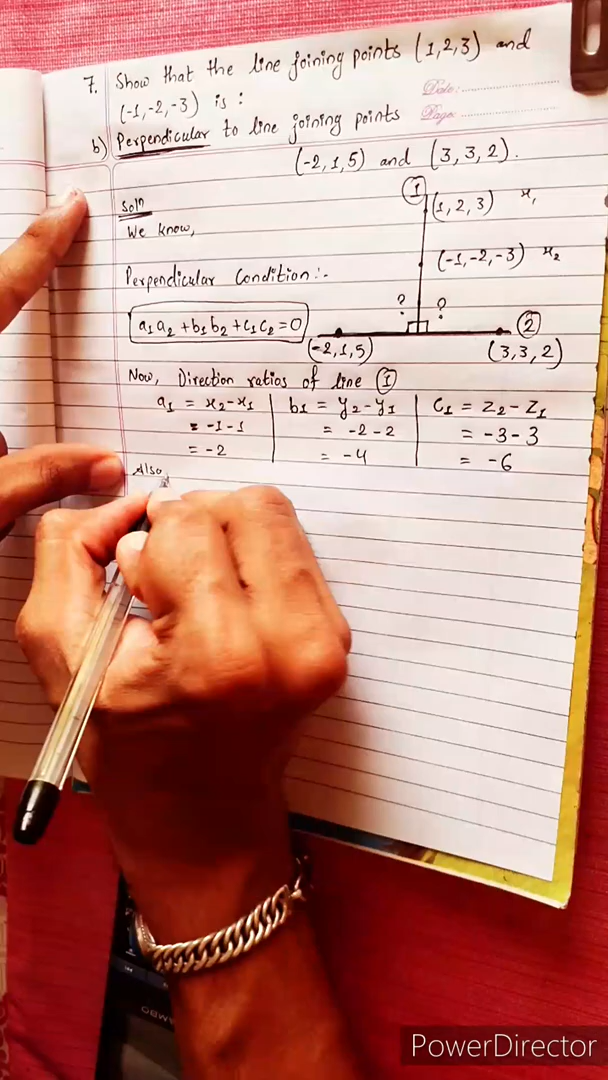 7. Show that the line joining points (1,2,3) and
(-1,-2,-3) is :
Date:
Page:
b) Perpendicular to line joining points
(-2,1,5) and (3,3,2).
Soln
We know,
① (1,2,3) x₁
(-1,-2,-3) x₂
Perpendicular Condition:-
? ?
a₁a₂+b₁b₂+c₁c₂=0
②
(-2,1,5) (3,3,2)
Now, Direction ratios of line ①
a₁ = x₂-x₁ b₁ = y₂-y₁ C₁ = Z₂-Z₁
= -1-1 = -2-2 = -3-3
= -2 = -4 = -6
Also,
PowerDirector